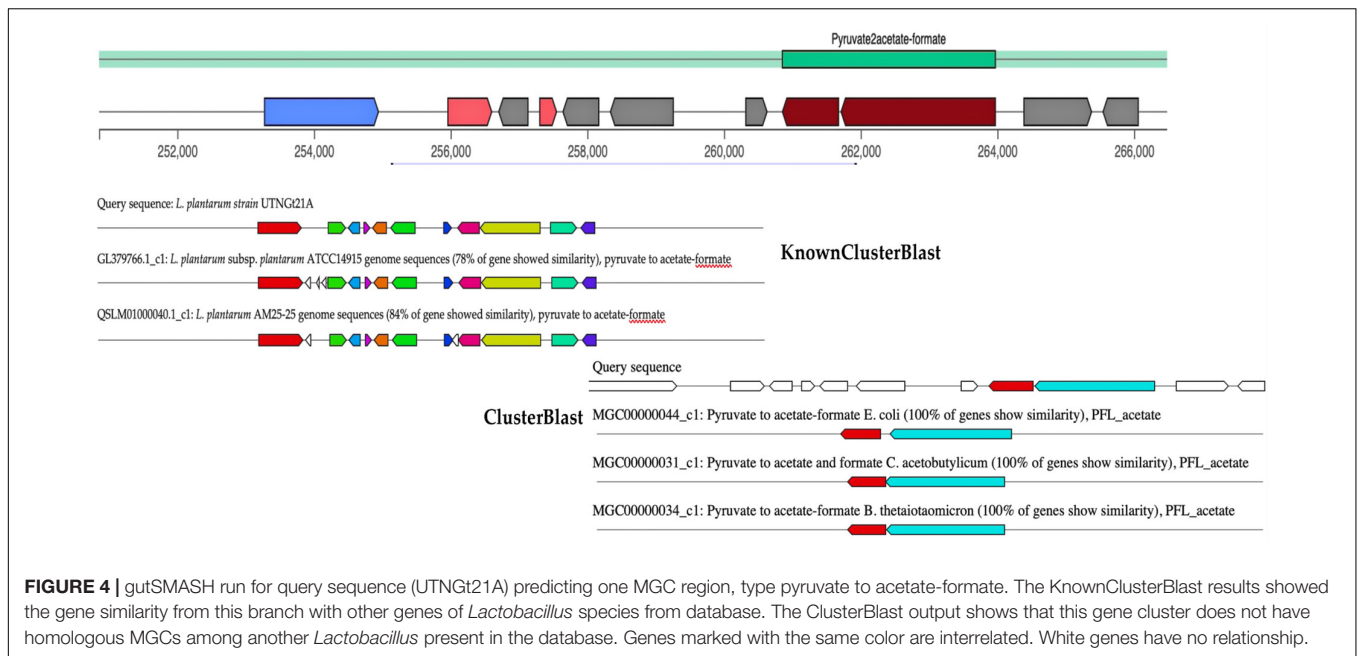 Pyruvate2acetate-formate
252,000 254,000 256,000 258,000 260,000 262,000 264,000 266,000
Query sequence: L. plantarum strain UTNGt21A
KnownClusterBlast
GL379766.1_c1: L. plantarum subsp. plantarum ATCC14915 genome sequences (78% of gene showed similarity), pyruvate to acetate-formate
QSLM01000040.1_c1: L. plantarum AM25-25 genome sequences (84% of gene showed similarity), pyruvate to acetate-formate
Query sequence
ClusterBlast
MGC00000044_c1: Pyruvate to acetate-formate E. coli (100% of genes show similarity), PFL_acetate
MGC00000031_c1: Pyruvate to acetate and formate C. acetobutylicum (100% of genes show similarity), PFL_acetate
MGC00000034_c1: Pyruvate to acetate-formate B. thetaiotaomicron (100% of genes show similarity), PFL_acetate
FIGURE 4 | gutSMASH run for query sequence (UTNGt21A) predicting one MGC region, type pyruvate to acetate-formate. The KnownClusterBlast results showed
the gene similarity from this branch with other genes of Lactobacillus species from database. The ClusterBlast output shows that this gene cluster does not have
homologous MGCs among another Lactobacillus present in the database. Genes marked with the same color are interrelated. White genes have no relationship.